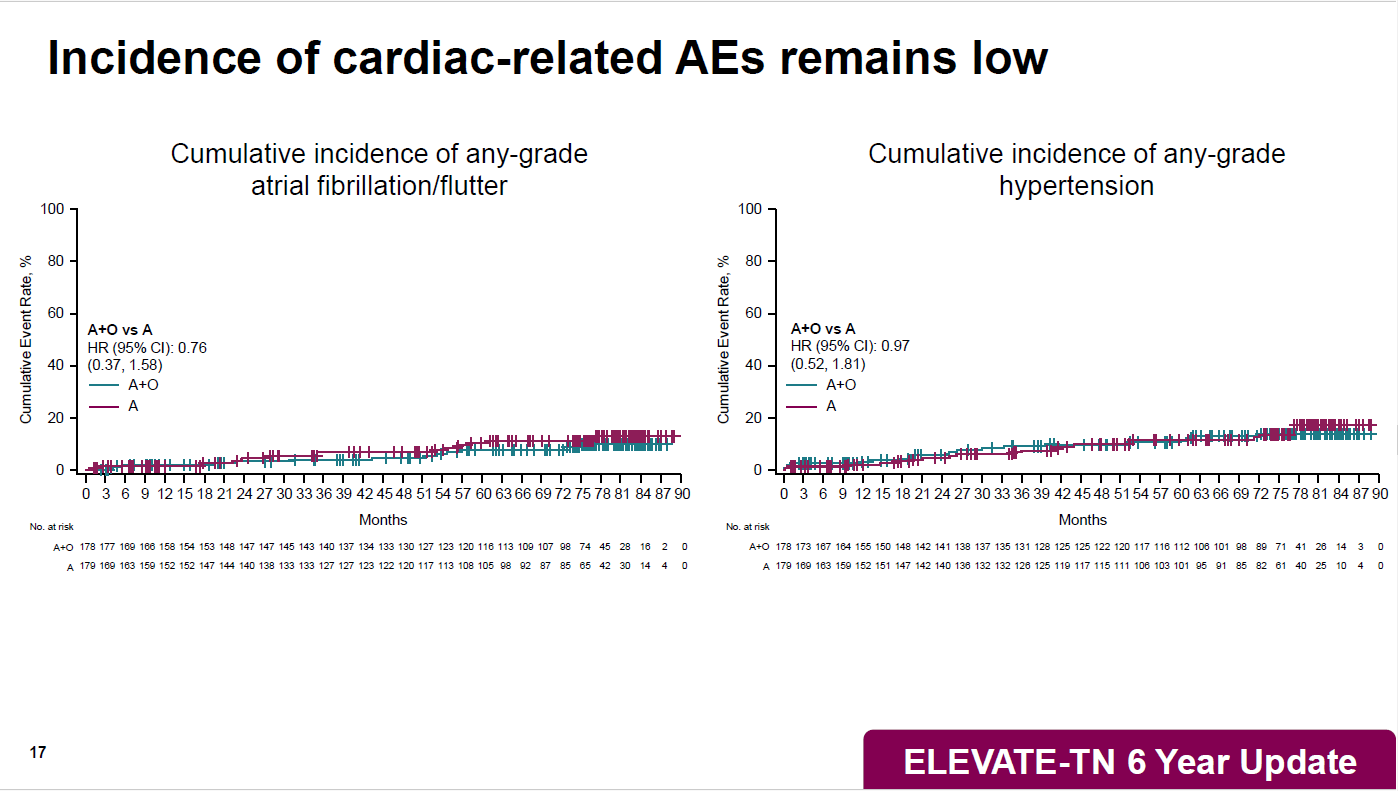 Incidence of cardiac-related AEs remains low
Cumulative incidence of any-grade
atrial fibrillation/flutter
100
80
60
40
20
0
Cumulative Event Rate, %
A+O vs A
HR (95% CI): 0.76
(0.37, 1.58)
A+O
A
0 3 6 9 12 15 18 21 24 27 30 33 36 39 42 45 48 51 54 57 60 63 66 69 72 75 78 81 84 87 90
Months
No. at risk
A+O 178 177 169 166 158 154 153 148 147 147 145 143 140 137 134 133 130 127 123 120 116 113 109 107 98 74 45 28 16 2 0
A 179 169 163 159 152 152 147 144 140 138 133 133 127 127 123 122 120 117 113 108 105 98 92 87 85 65 42 30 14 4 0
Cumulative incidence of any-grade
hypertension
100
80
60
40
20
0
Cumulative Event Rate, %
A+O vs A
HR (95% CI): 0.97
(0.52, 1.81)
A+O
A
0 3 6 9 12 15 18 21 24 27 30 33 36 39 42 45 48 51 54 57 60 63 66 69 72 75 78 81 84 87 90
Months
No. at risk
A+O 178 173 167 164 155 150 148 142 141 138 137 135 131 128 125 125 122 120 117 116 112 106 101 98 89 71 41 26 14 3 0
A 179 169 163 159 152 151 147 142 140 136 132 132 126 125 119 117 115 111 106 103 101 95 91 85 82 61 40 25 10 4 0
17
ELEVATE-TN 6 Year Update